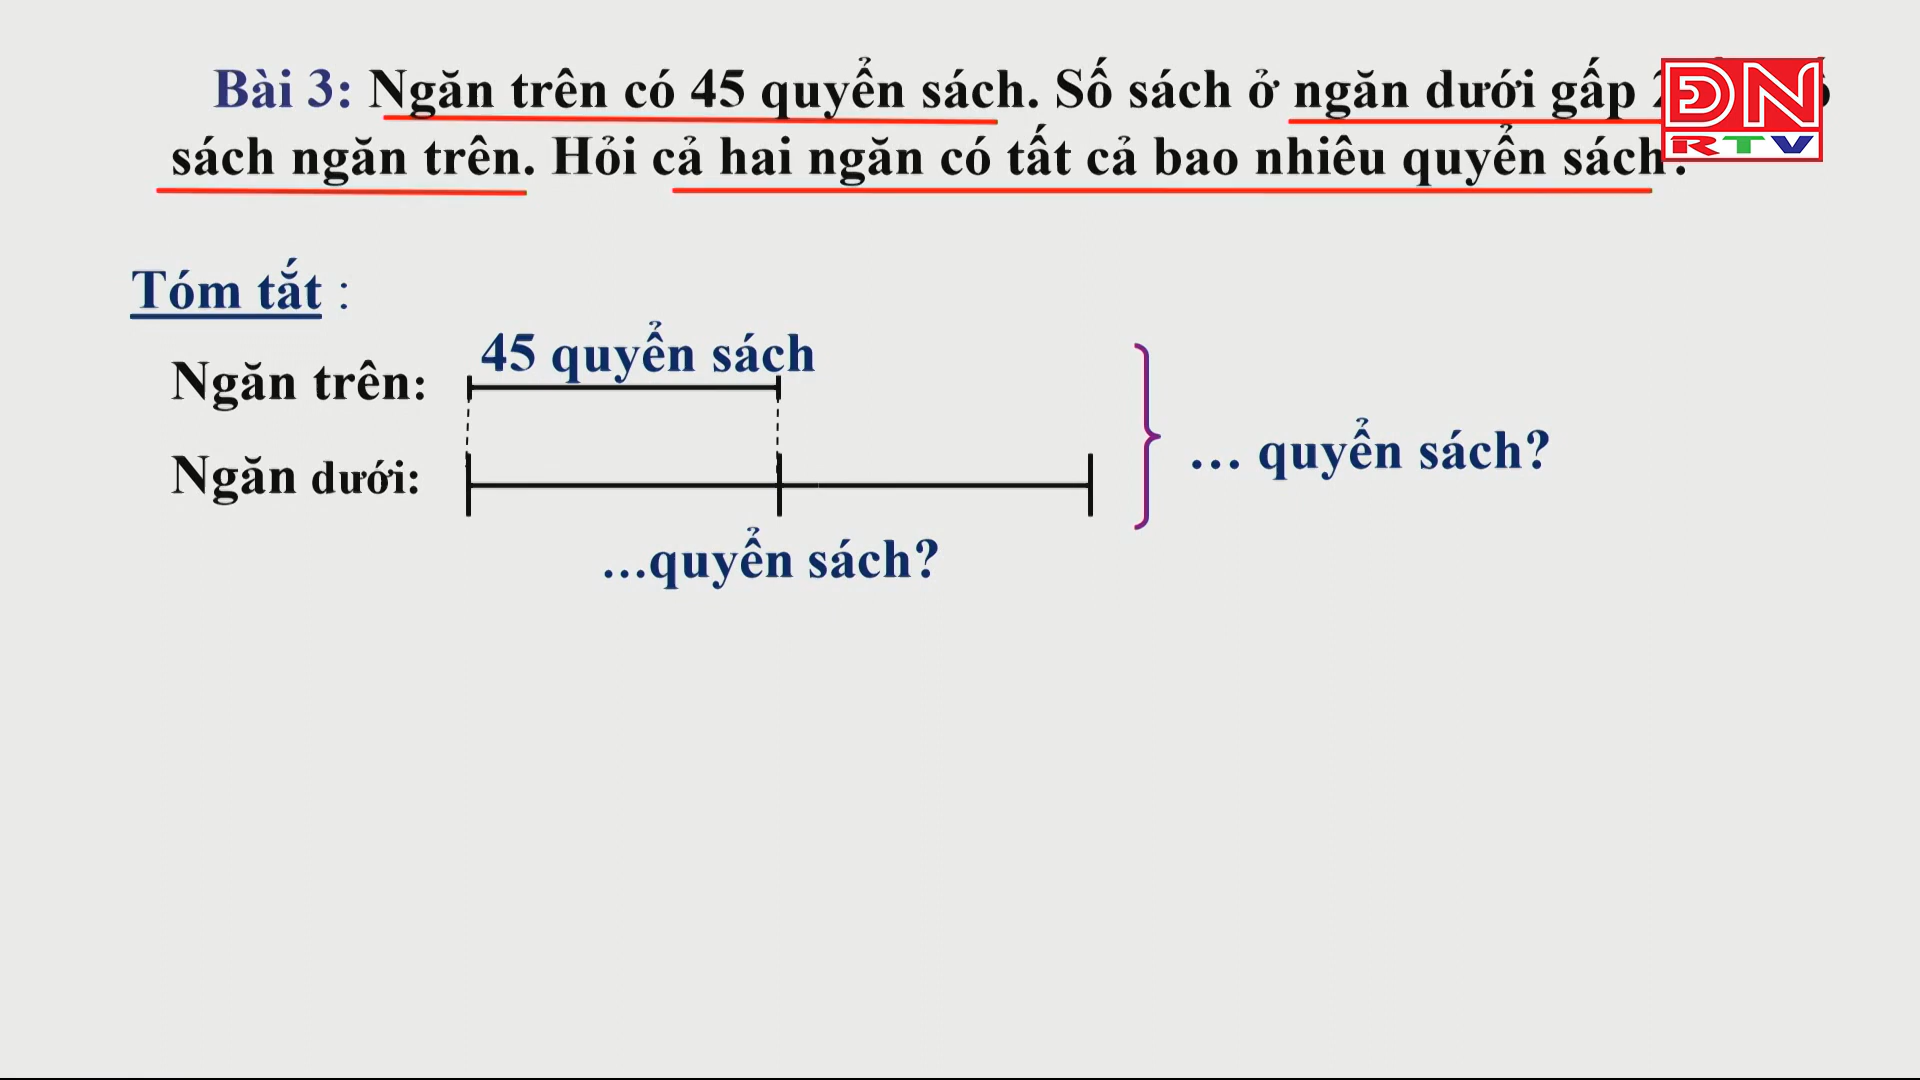 Bài 3: Ngăn trên có 45 quyển sách. Số sách ở ngăn dưới gấp
sách ngăn trên. Hỏi cả hai ngăn có tất cả bao nhiêu quyển sách?
ĐN
RTV
Tóm tắt :
45 quyển sách
Ngăn trên:
Ngăn dưới:
… quyển sách?
…quyển sách?